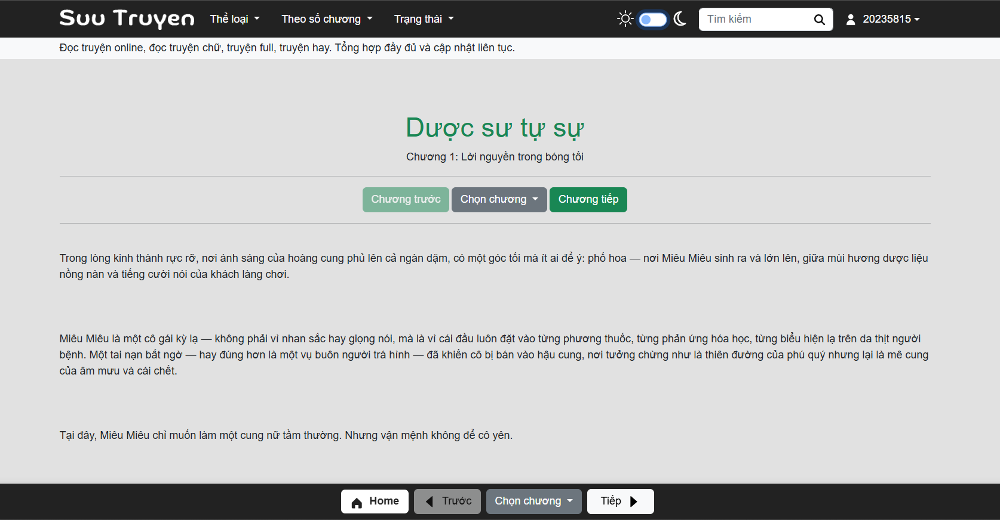 Suu Truyen Thể loại Theo số chương Trạng thái Tìm kiếm 20235815
Đọc truyện online, đọc truyện chữ, truyện full, truyện hay. Tổng hợp đầy đủ và cập nhật liên tục.
Dược sư tự sự
Chương 1: Lời nguyền trong bóng tối
Chương trước Chọn chương Chương tiếp
Trong lòng kinh thành rực rỡ, nơi ánh sáng của hoàng cung phủ lên cả ngàn dặm, có một góc tối mà ít ai để ý: phố hoa — nơi Miêu Miêu sinh ra và lớn lên, giữa mùi hương dược liệu
nồng nàn và tiếng cười nói của khách làng chơi.
Miêu Miêu là một cô gái kỳ lạ — không phải vì nhan sắc hay giọng nói, mà là vì cái đầu luôn đặt vào từng phương thuốc, từng phản ứng hóa học, từng biểu hiện lạ trên da thịt người
bệnh. Một tai nạn bất ngờ — hay đúng hơn là một vụ buôn người trá hình — đã khiến cô bị bán vào hậu cung, nơi tưởng chừng như là thiên đường của phú quý nhưng lại là mê cung
của âm mưu và cái chết.
Tại đây, Miêu Miêu chỉ muốn làm một cung nữ tầm thường. Nhưng vận mệnh không để cô yên.
Home Trước Chọn chương Tiếp